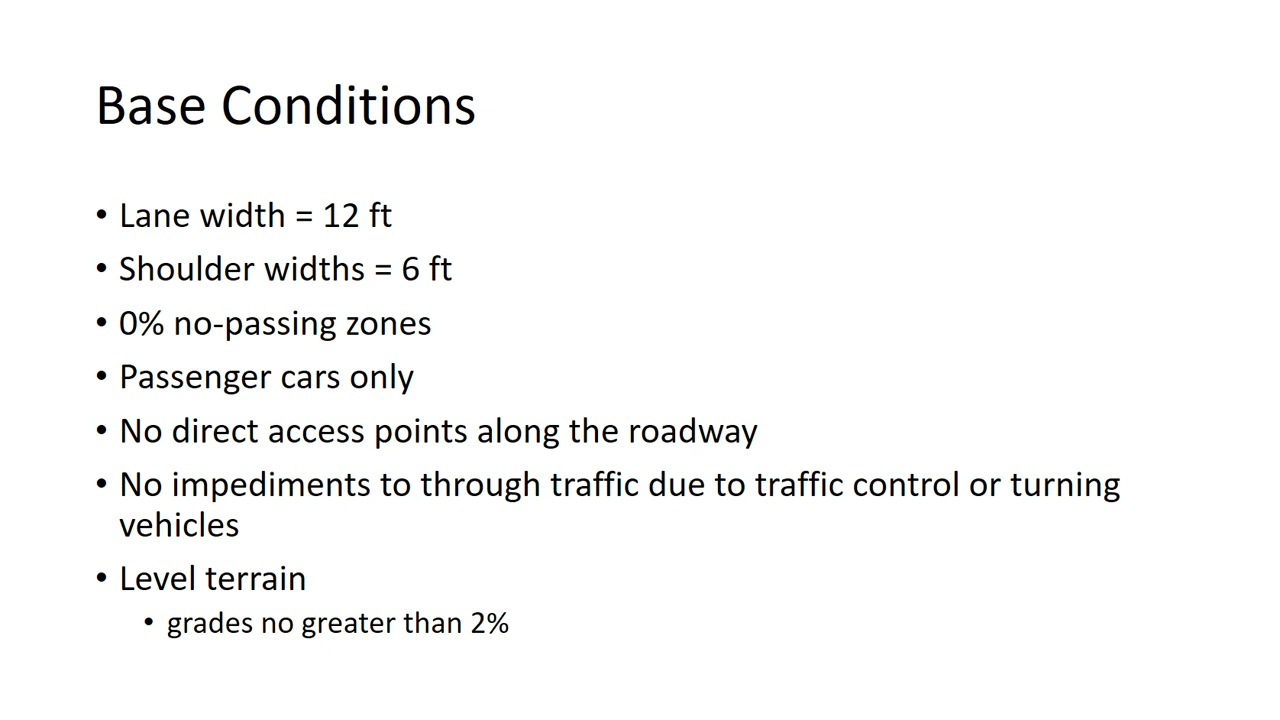 Base Conditions
• Lane width = 12 ft
• Shoulder widths = 6 ft
• 0% no-passing zones
• Passenger cars only
• No direct access points along the roadway
• No impediments to through traffic due to traffic control or turning
vehicles
• Level terrain
• grades no greater than 2%